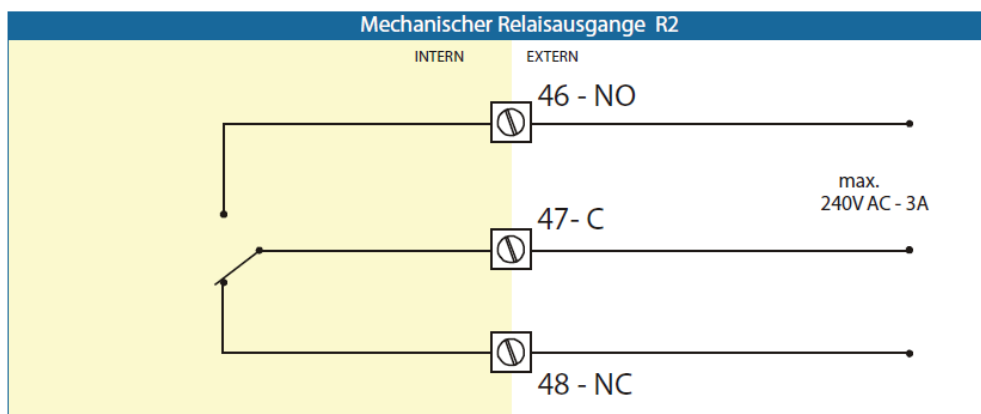 Mechanischer Relaisausgange R2
INTERN
EXTERN
46 - NO
max.
240V AC - 3A
47- C
48 - NC